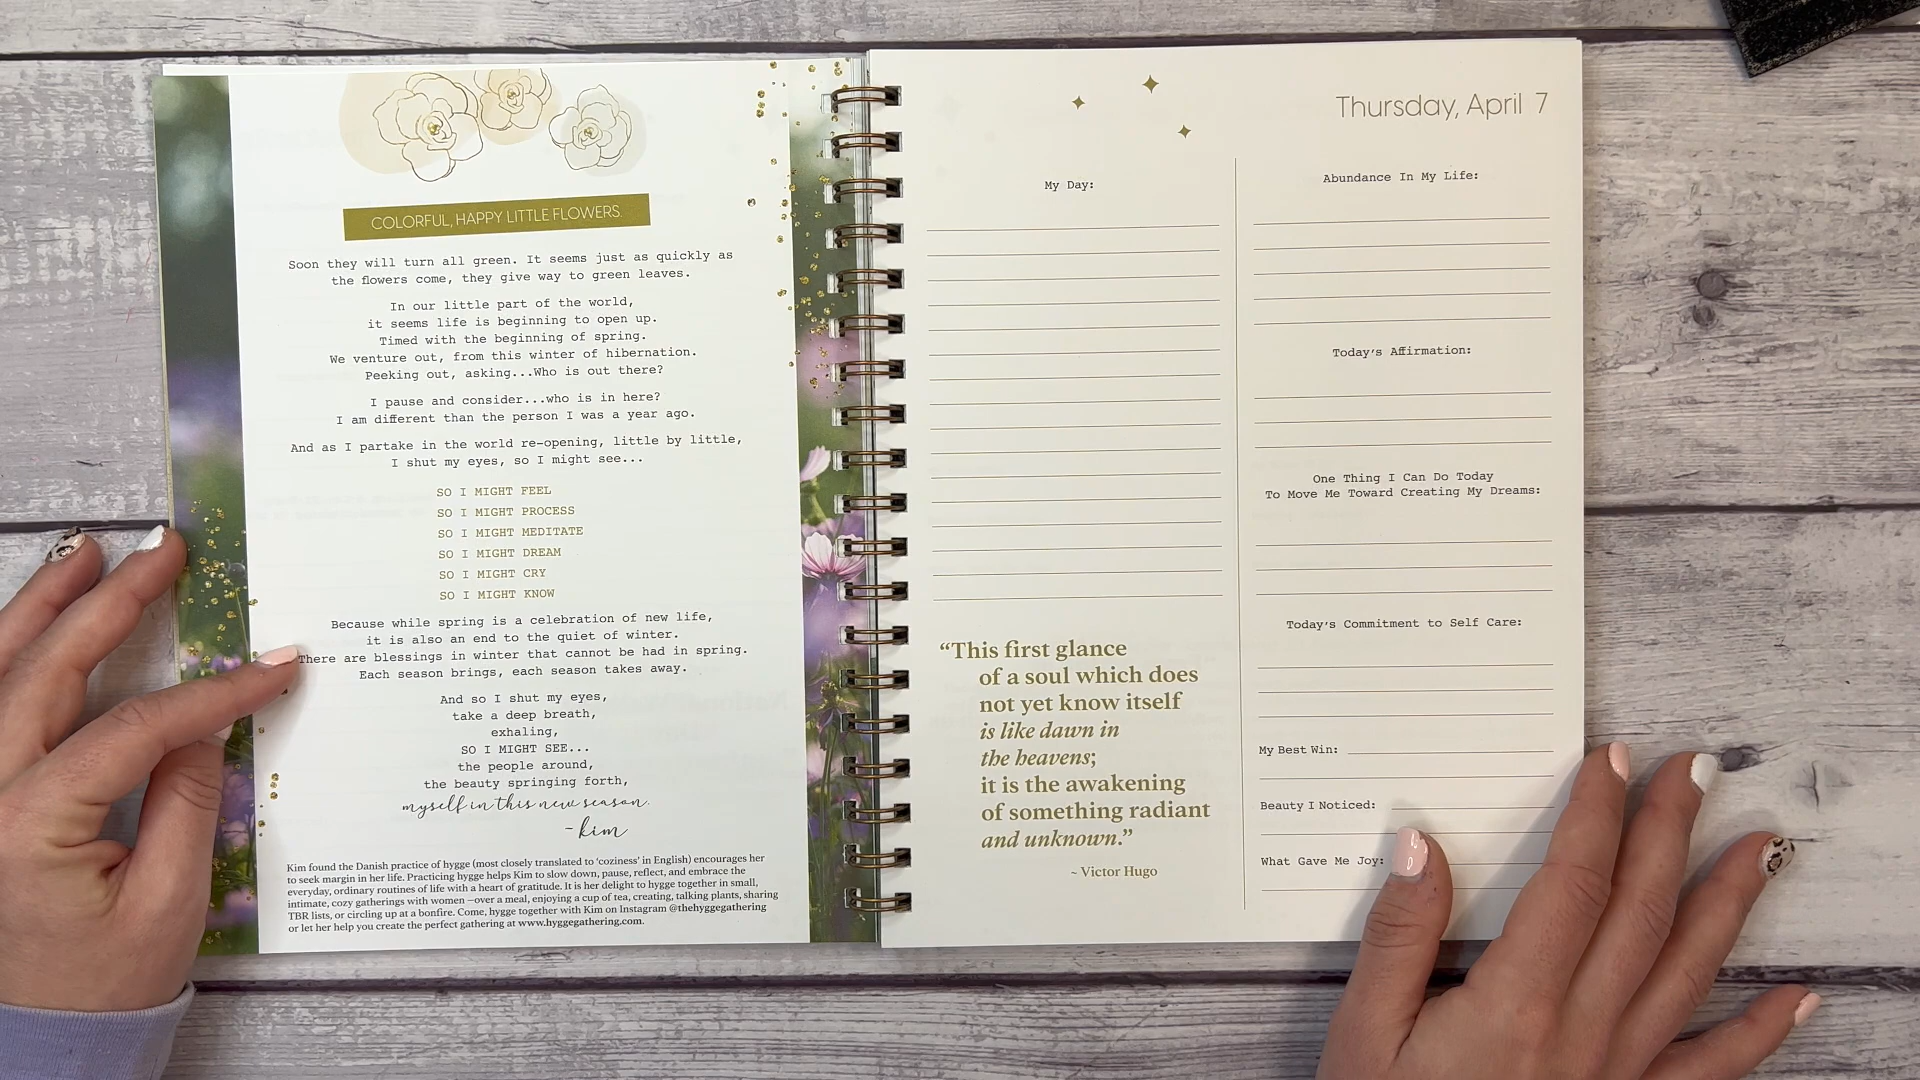 COLORFUL, HAPPY LITTLE FLOWERS.
Soon they will turn all green. It seems just as quickly as
the flowers come, they give way to green leaves.
In our little part of the world,
it seems life is beginning to open up.
Timed with the beginning of spring.
We venture out, from this winter of hibernation.
Peeking out, asking...Who is out there?
I pause and consider...who is in here?
I am different than the person I was a year ago.
And as I partake in the world re-opening, little by little,
I shut my eyes, so I might see...
SO I MIGHT FEEL
SO I MIGHT PROCESS
SO I MIGHT MEDITATE
SO I MIGHT DREAM
SO I MIGHT CRY
SO I MIGHT KNOW
Because while spring is a celebration of new life,
it is also an end to the quiet of winter.
There are blessings in winter that cannot be had in spring.
Each season brings, each season takes away.
And so I shut my eyes,
take a deep breath,
exhaling,
SO I MIGHT SEE...
the people around,
the beauty springing forth,
myself in this new season.
- kim
Kim found the Danish practice of hygge (most closely translated to 'coziness' in English) encourages her
to seek margin in her life. Practicing hygge helps Kim to slow down, pause, reflect, and embrace the
everyday, ordinary routines of life with a heart of gratitude. It is her delight to hygge together in small,
intimate, cozy gatherings with women —over a meal, enjoying a cup of tea, creating, talking plants, sharing
TBR lists, or circling up at a bonfire. Come, hygge together with Kim on Instagram @thehyggegathering
or let her help you create the perfect gathering at www.hyggegathering.com.
Thursday, April 7
My Day:
“This first glance
of a soul which does
not yet know itself
is like dawn in
the heavens;
it is the awakening
of something radiant
and unknown.”
~ Victor Hugo
Abundance In My Life:
Today's Affirmation:
One Thing I Can Do Today
To Move Me Toward Creating My Dreams:
Today's Commitment to Self Care:
My Best Win:
Beauty I Noticed:
What Gave Me Joy: